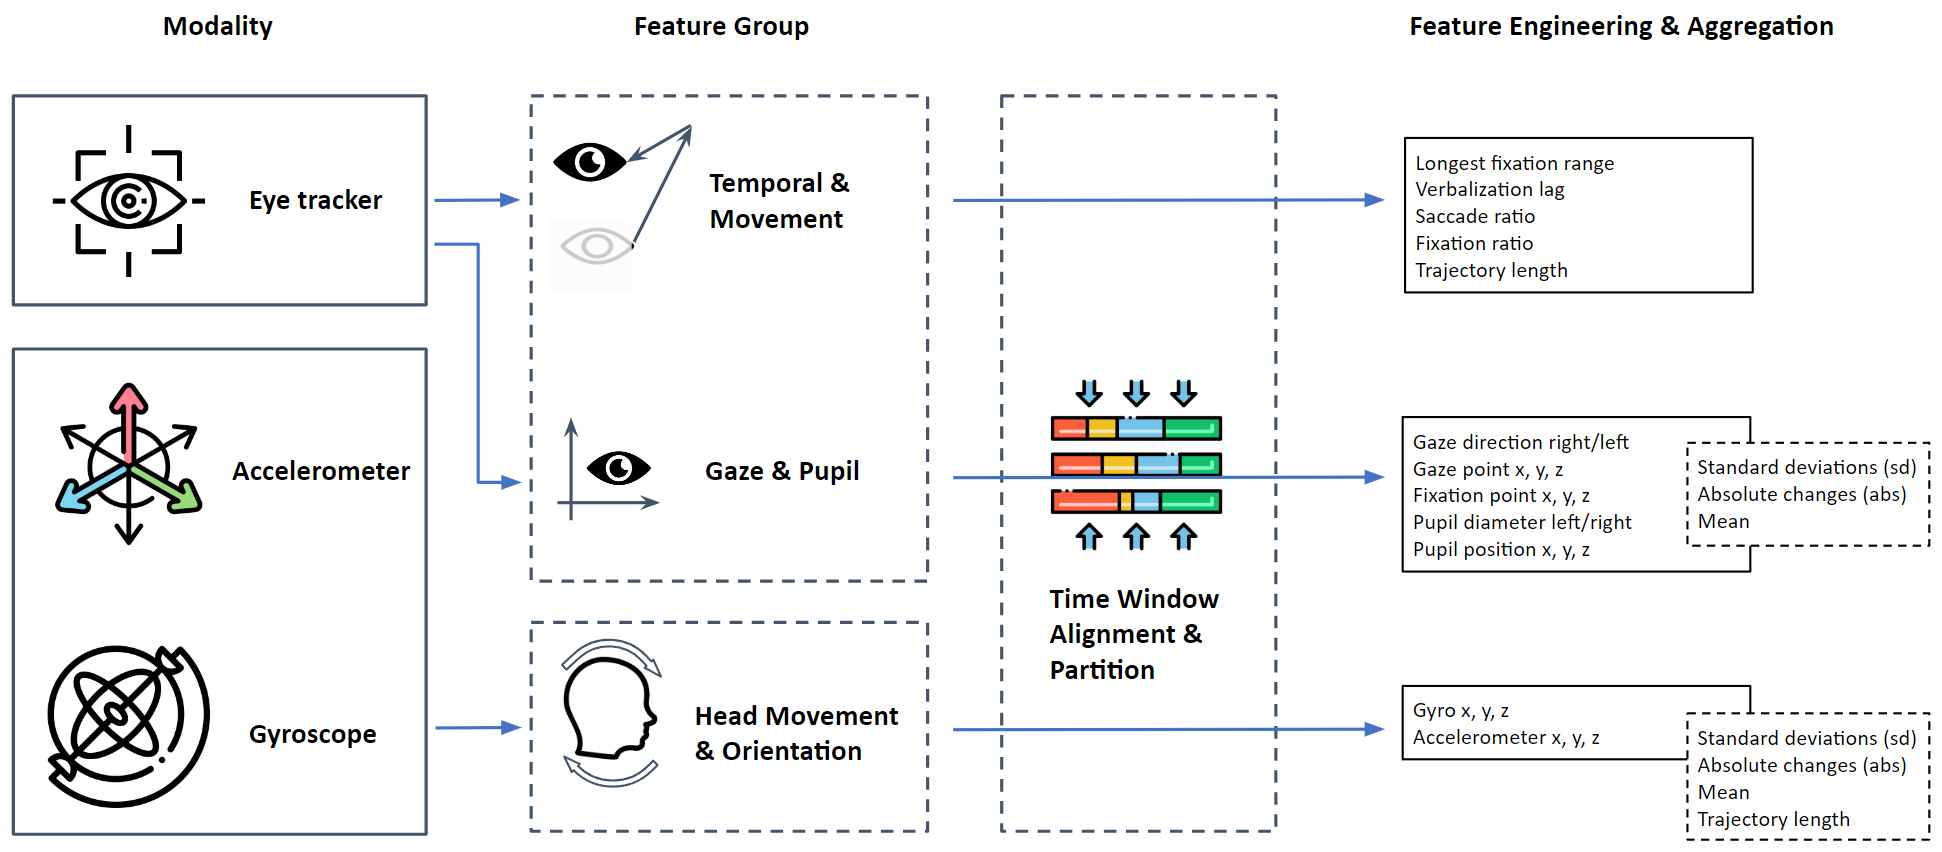 Modality
Feature Group
Feature Engineering & Aggregation
Eye tracker
Temporal &
Movement
Longest fixation range
Verbalization lag
Saccade ratio
Fixation ratio
Trajectory length
Accelerometer
Gaze & Pupil
Gaze direction right/left
Gaze point x, y, z
Fixation point x, y, z
Pupil diameter left/right
Pupil position x, y, z
Standard deviations (sd)
Absolute changes (abs)
Mean
Time Window
Alignment &
Partition
Gyroscope
Head Movement
& Orientation
Gyro x, y, z
Accelerometer x, y, z
Standard deviations (sd)
Absolute changes (abs)
Mean
Trajectory length